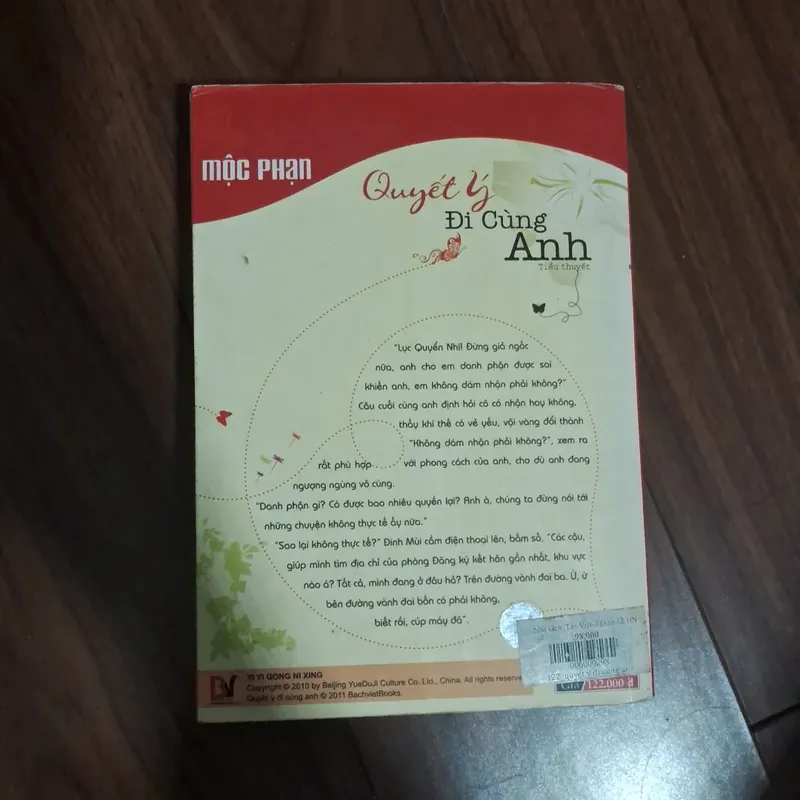 MỘC PHẠN
Quyết Ý
Đi Cùng
Anh
Tiểu thuyết
"Lục Quyển Nhi! Đừng giả ngốc
nữa, anh cho em danh phận được sai
khiến anh, em không dám nhận phải không?"
Câu cuối cùng anh định hỏi cô có nhận hay không,
thấy khí thế có vẻ yếu, vội vàng đổi thành
"Không dám nhận phải không?", xem ra
rất phù hợp với phong cách của anh, cho dù anh đang
ngượng ngùng vô cùng.
"Danh phận gì? Có được bao nhiêu quyền lợi? Anh à, chúng ta đừng nói tới
những chuyện không thực tế ấy nữa."
"Sao lại không thực tế?" Đinh Mùi cầm điện thoại lên, bấm số, "Các cậu,
giúp mình tìm địa chỉ của phòng Đăng ký kết hôn gần nhất, khu vực
nào á? Tất cả, mình đang ở đâu hả? Trên đường vành đai ba. Ừ, ừ
bên đường vành đai bốn có phải không,
biết rồi, cúp máy đã".
98.000
BV
YI YI GONG NI XING
Copyright © 2010 by Beijing YueDuJi Culture Co. Ltd., China. All rights reserve
Quyết ý đi cùng anh © 2011 BachvietBooks.
Giá 122.000 đ